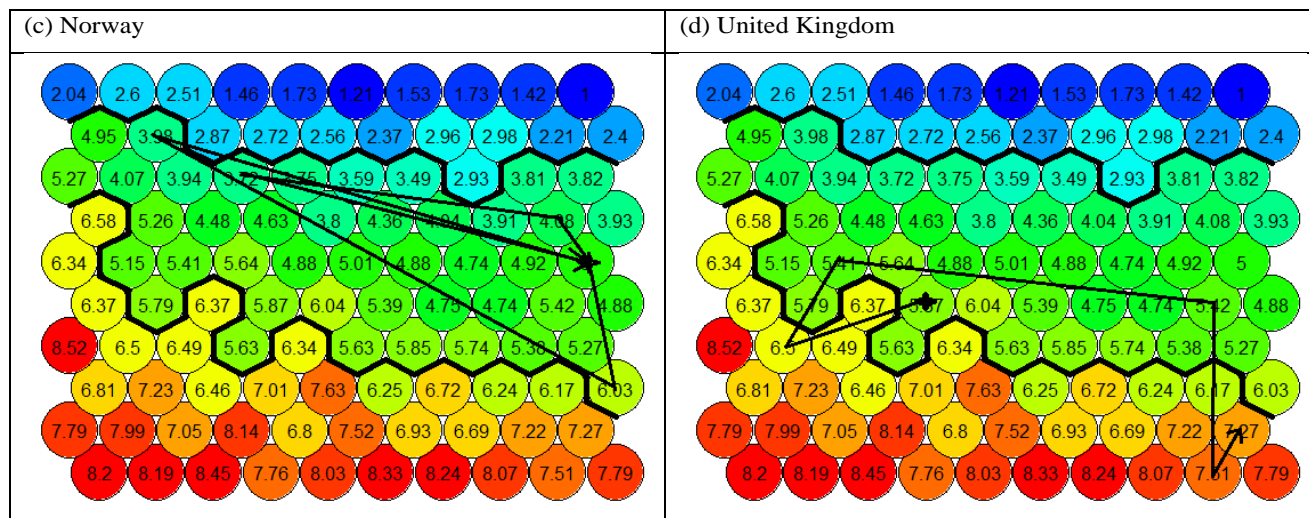 (c) Norway
2.04 2.6 2.51 1.46 1.73 1.21 1.53 1.73 1.42 1
4.95 3.98 2.87 2.72 2.56 2.37 2.96 2.98 2.21 2.4
5.27 4.07 3.94 3.72 3.75 3.59 3.49 2.93 3.81 3.82
6.58 5.26 4.48 4.63 3.8 4.36 4.04 3.91 4.08 3.93
6.34 5.15 5.41 5.64 4.88 5.01 4.88 4.74 4.92
6.37 5.79 6.37 5.87 6.04 5.39 4.75 4.74 5.42 4.88
8.52 6.5 6.49 5.63 6.34 5.63 5.85 5.74 5.38 5.27
6.81 7.23 6.46 7.01 7.63 6.25 6.72 6.24 6.17 6.03
7.79 7.99 7.05 8.14 6.8 7.52 6.93 6.69 7.22 7.27
8.2 8.19 8.45 7.76 8.03 8.33 8.24 8.07 7.51 7.79
(d) United Kingdom
2.04 2.6 2.51 1.46 1.73 1.21 1.53 1.73 1.42 1
4.95 3.98 2.87 2.72 2.56 2.37 2.96 2.98 2.21 2.4
5.27 4.07 3.94 3.72 3.75 3.59 3.49 2.93 3.81 3.82
6.58 5.26 4.48 4.63 3.8 4.36 4.04 3.91 4.08 3.93
6.34 5.15 5.41 5.64 4.88 5.01 4.88 4.74 4.92 5
6.37 5.79 6.37 5.87 6.04 5.39 4.75 4.74 5.42 4.88
8.52 6.5 6.49 5.63 6.34 5.63 5.85 5.74 5.38 5.27
6.81 7.23 6.46 7.01 7.63 6.25 6.72 6.24 6.17 6.03
7.79 7.99 7.05 8.14 6.8 7.52 6.93 6.69 7.22 7.27
8.2 8.19 8.45 7.76 8.03 8.33 8.24 8.07 7.51 7.79